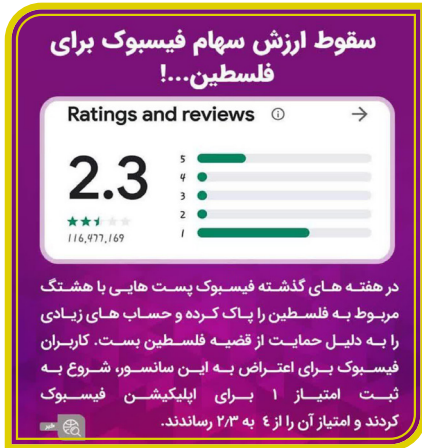 سقوط ارزش سهام فیسبوک برای
فلسطین...!
Ratings and reviews
2.3
5
4
3
2
1
116,477,169
در هفته های گذشته فیسبوک پست هایی با هشتگ
مربوط به فلسطین را پاک کرده و حساب های زیادی
را به دلیل حمایت از قضیه فلسطین بست. کاربران
فیسبوک برای اعتراض به این سانسور، شروع به
ثبت امتیاز ۱ برای اپلیکیشن فیسبوک
کردند و امتیاز آن را از ٤ به ۲/۳ رساندند.
خبر